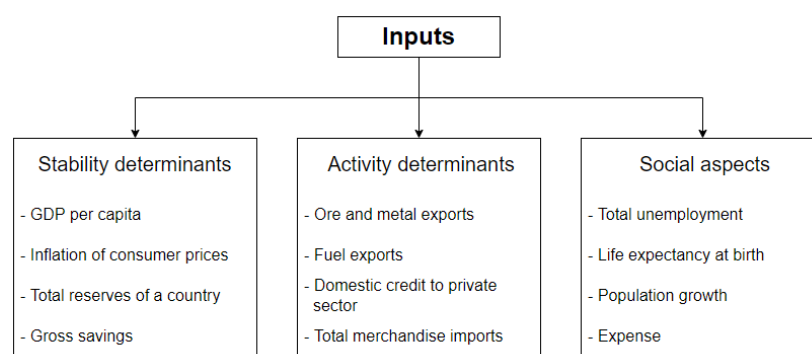 Inputs
Stability determinants
- GDP per capita
- Inflation of consumer prices
- Total reserves of a country
- Gross savings
Activity determinants
- Ore and metal exports
- Fuel exports
- Domestic credit to private
sector
- Total merchandise imports
Social aspects
- Total unemployment
- Life expectancy at birth
- Population growth
- Expense